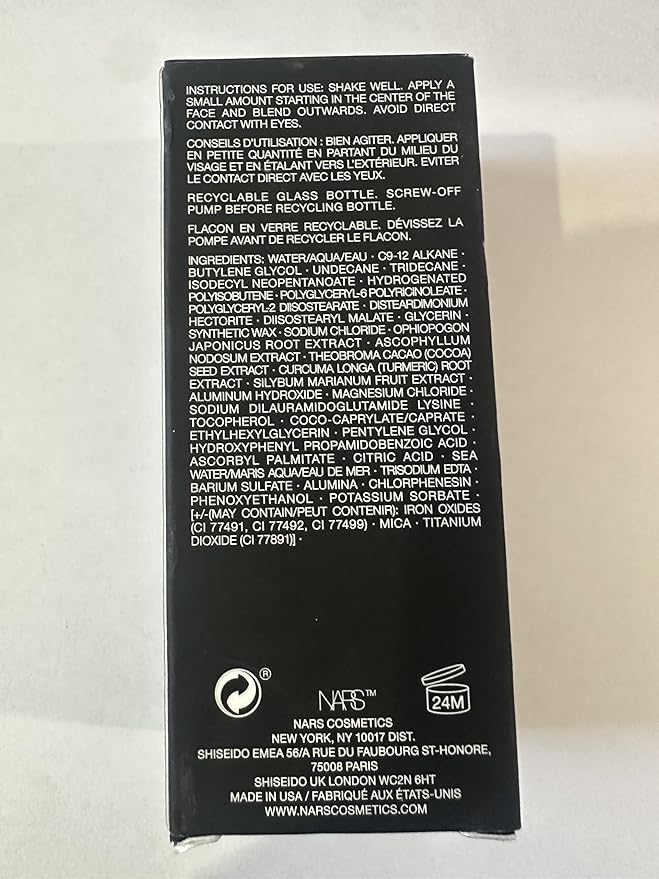 INSTRUCTIONS FOR USE: SHAKE WELL. APPLY A
SMALL AMOUNT STARTING IN THE CENTER OF THE
FACE AND BLEND OUTWARDS. AVOID DIRECT
CONTACT WITH EYES.
CONSEILS D'UTILISATION : BIEN AGITER. APPLIQUER
EN PETITE QUANTITÉ EN PARTANT DU MILIEU DU
VISAGE ET EN ÉTALANT VERS L'EXTÉRIEUR. EVITER
LE CONTACT DIRECT AVEC LES YEUX.
RECYCLABLE GLASS BOTTLE. SCREW-OFF
PUMP BEFORE RECYCLING BOTTLE.
FLACON EN VERRE RECYCLABLE. DÉVISSEZ LA
POMPE AVANT DE RECYCLER LE FLACON.
INGREDIENTS: WATER/AQUA/EAU · C9-12 ALKANE ·
BUTYLENE GLYCOL · UNDECANE · TRIDECANE ·
ISODECYL NEOPENTANOATE · HYDROGENATED
POLYISOBUTENE · POLYGLYCERYL-6 POLYRICINOLEATE ·
POLYGLYCERYL-2 DIISOSTEARATE · DISTEARDIMONIUM
HECTORITE · DIISOSTEARYL MALATE · GLYCERIN ·
SYNTHETIC WAX · SODIUM CHLORIDE · OPHIOPOGON
JAPONICUS ROOT EXTRACT · ASCOPHYLLUM
NODOSUM EXTRACT · THEOBROMA CACAO (COCOA)
SEED EXTRACT · CURCUMA LONGA (TURMERIC) ROOT
EXTRACT · SILYBUM MARIANUM FRUIT EXTRACT ·
ALUMINUM HYDROXIDE · MAGNESIUM CHLORIDE ·
SODIUM DILAURAMIDOGLUTAMIDE LYSINE ·
TOCOPHEROL · COCO-CAPRYLATE/CAPRATE ·
ETHYLHEXYLGLYCERIN · PENTYLENE GLYCOL ·
HYDROXYPHENYL PROPAMIDOBENZOIC ACID ·
ASCORBYL PALMITATE · CITRIC ACID · SEA
WATER/MARIS AQUA/EAU DE MER · TRISODIUM EDTA ·
BARIUM SULFATE · ALUMINA · CHLORPHENESIN ·
PHENOXYETHANOL · POTASSIUM SORBATE ·
[+/-(MAY CONTAIN/PEUT CONTENIR): IRON OXIDES
(CI 77491, CI 77492, CI 77499) · MICA · TITANIUM
DIOXIDE (CI 77891)] ·
®
NARS™
24M
NARS COSMETICS
NEW YORK, NY 10017 DIST.
SHISEIDO EMEA 56/A RUE DU FAUBOURG ST-HONORE,
75008 PARIS
SHISEIDO UK LONDON WC2N 6HT
MADE IN USA / FABRIQUÉ AUX ÉTATS-UNIS
WWW.NARSCOSMETICS.COM